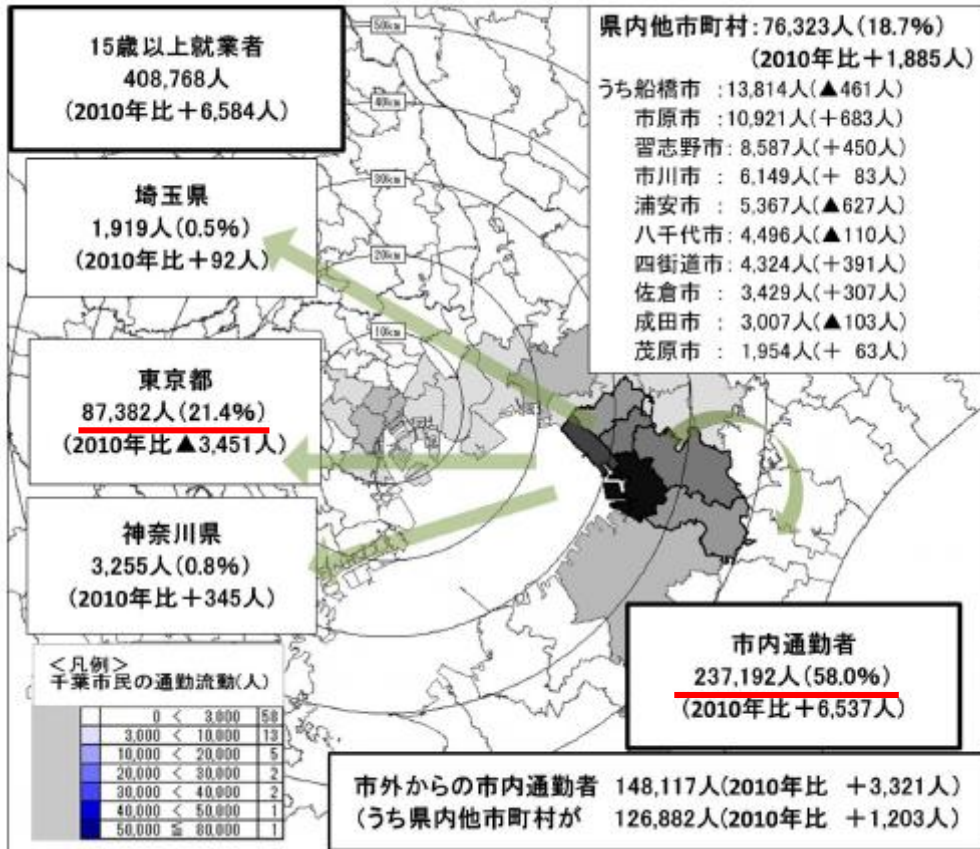 15歳以上就業者
408,768人
(2010年比+6,584人)
県内他市町村:76,323人(18.7%)
(2010年比+1,885人)
うち船橋市 :13,814人(▲461人)
市原市 :10,921人(+683人)
習志野市: 8,587人(+450人)
市川市 : 6,149人(+ 83人)
浦安市 : 5,367人(▲627人)
八千代市: 4,496人(▲110人)
四街道市: 4,324人(+391人)
佐倉市 : 3,429人(+307人)
成田市 : 3,007人(▲103人)
茂原市 : 1,954人(+ 63人)
50km
40km
30km
20km
10km
埼玉県
1,919人(0.5%)
(2010年比+92人)
東京都
87,382人(21.4%)
(2010年比▲3,451人)
神奈川県
3,255人(0.8%)
(2010年比+345人)
市内通勤者
237,192人(58.0%)
(2010年比+6,537人)
<凡例>
千葉市民の通勤流動(人)
0 < 3,000 58
3,000 < 10,000 13
10,000 < 20,000 5
20,000 < 30,000 2
30,000 < 40,000 2
40,000 < 50,000 1
50,000 ≦ 60,000 1
市外からの市内通勤者 148,117人(2010年比 +3,321人)
(うち県内他市町村が 126,882人(2010年比 +1,203人)